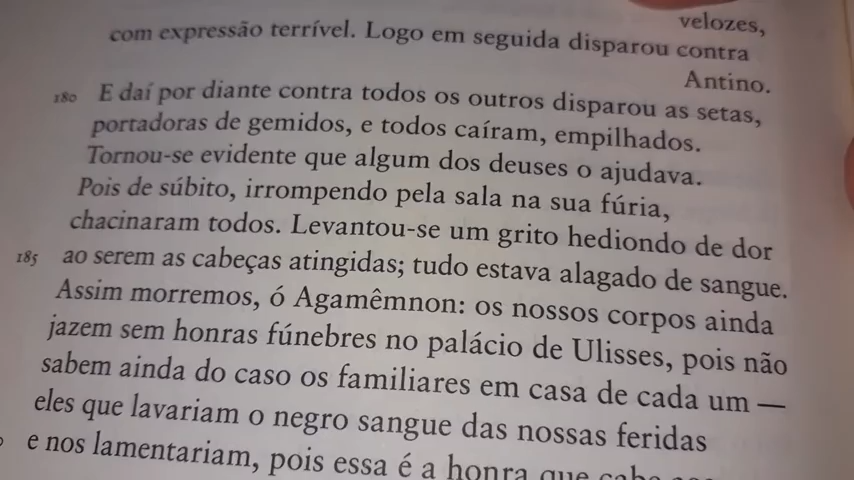 velozes,
com expressão terrível. Logo em seguida disparou contra
Antino.
180 E daí por diante contra todos os outros disparou as setas,
portadoras de gemidos, e todos caíram, empilhados.
Tornou-se evidente que algum dos deuses o ajudava.
Pois de súbito, irrompendo pela sala na sua fúria,
chacinaram todos. Levantou-se um grito hediondo de dor
185 ao serem as cabeças atingidas; tudo estava alagado de sangue.
Assim morremos, ó Agamêmnon: os nossos corpos ainda
jazem sem honras fúnebres no palácio de Ulisses, pois não
sabem ainda do caso os familiares em casa de cada um —
eles que lavariam o negro sangue das nossas feridas
e nos lamentariam, pois essa é a honra que